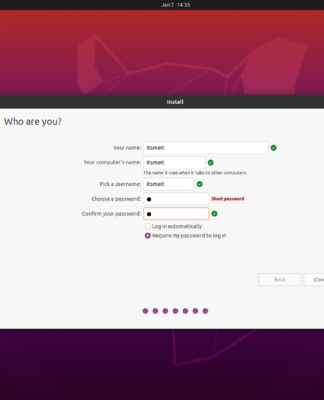 Jan 7 14:35
Install
Who are you?
Your name: itsmeit
Your computer's name: itsmeit
The name it uses when it talks to other computers.
Pick a username: itsmeit
Choose a password: ● Short password
Confirm your password: ●
Log in automatically
Require my password to log in
Back Con